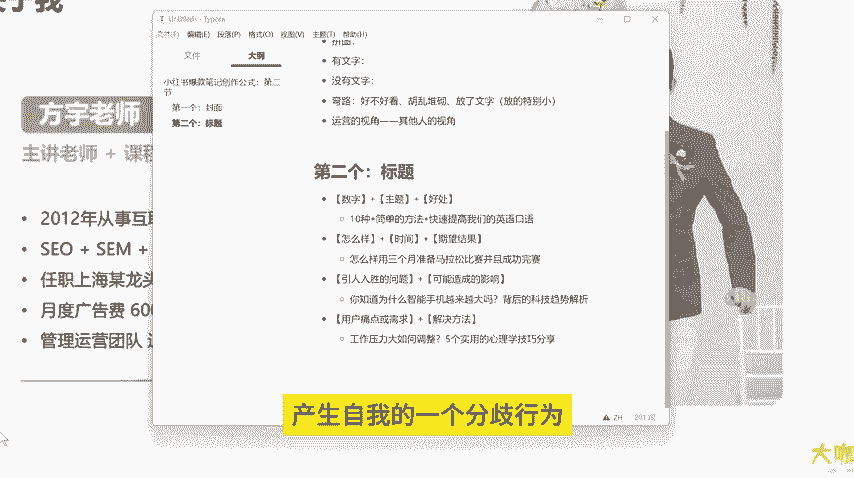 关于我
方宇老师
主讲老师 + 课程
2012年从事互联
SEO + SEM +
任职上海某龙头
月度广告费 600
管理运营团队
Untitled - Typora
文件(F) 编辑(E) 段落(P) 格式(O) 视图(V) 主题(T) 帮助(H)
文件 大纲
小红书爆款笔记创作公式：第二节
第一个：封面
第二个：标题
拼图：
有文字：
没有文字：
弯路：好不好看、胡乱堆砌、放了文字（放的特别小）
运营的视角——其他人的视角
第二个：标题
【数字】+【主题】+【好处】
10种+简单的方法+快速提高我们的英语口语
【怎么样】+【时间】+【期望结果】
怎么样用三个月准备马拉松比赛并且成功完赛
【引人入胜的问题】+【可能造成的影响】
你知道为什么智能手机越来越大吗？背后的科技趋势解析
【用户痛点或需求】+【解决方法】
工作压力大如何调整？5个实用的心理学技巧分享
ZH
产生自我的一个分歧行为